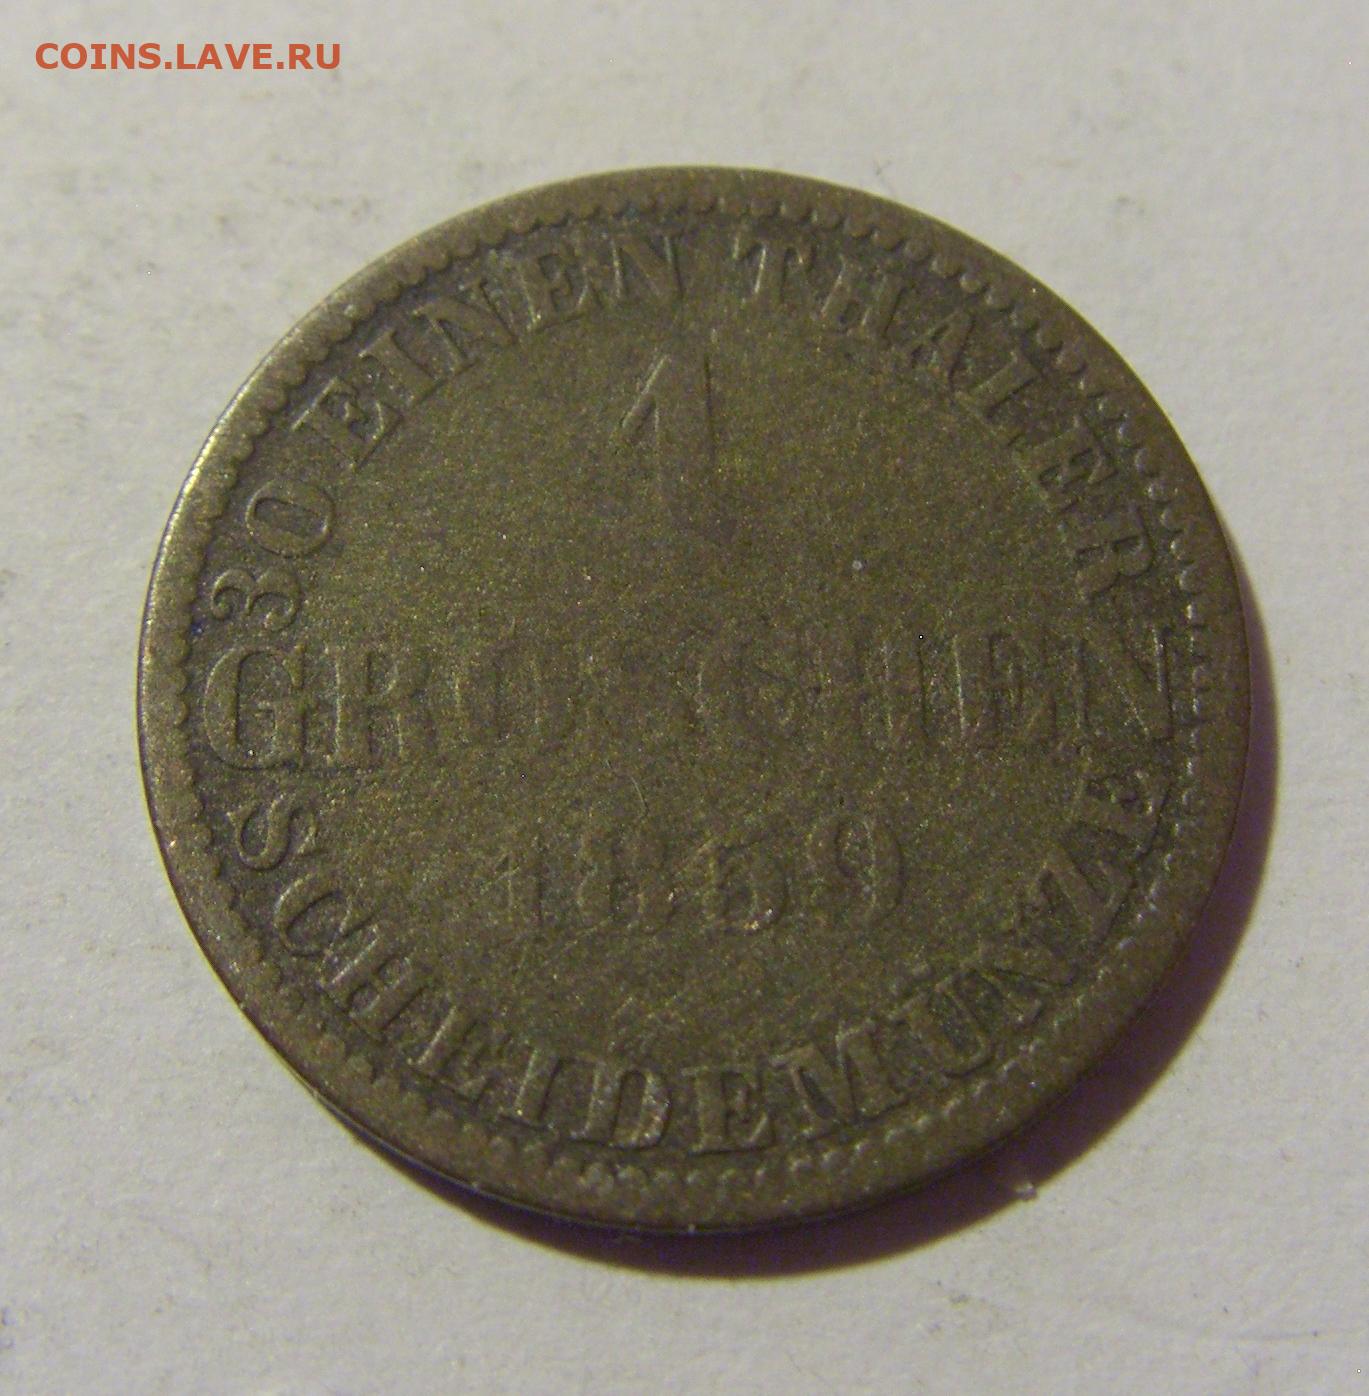 COINS.LAVE.RU
30 EINEN THALER
1
GROSCHEN
1859
SCHEIDEMÜNZE